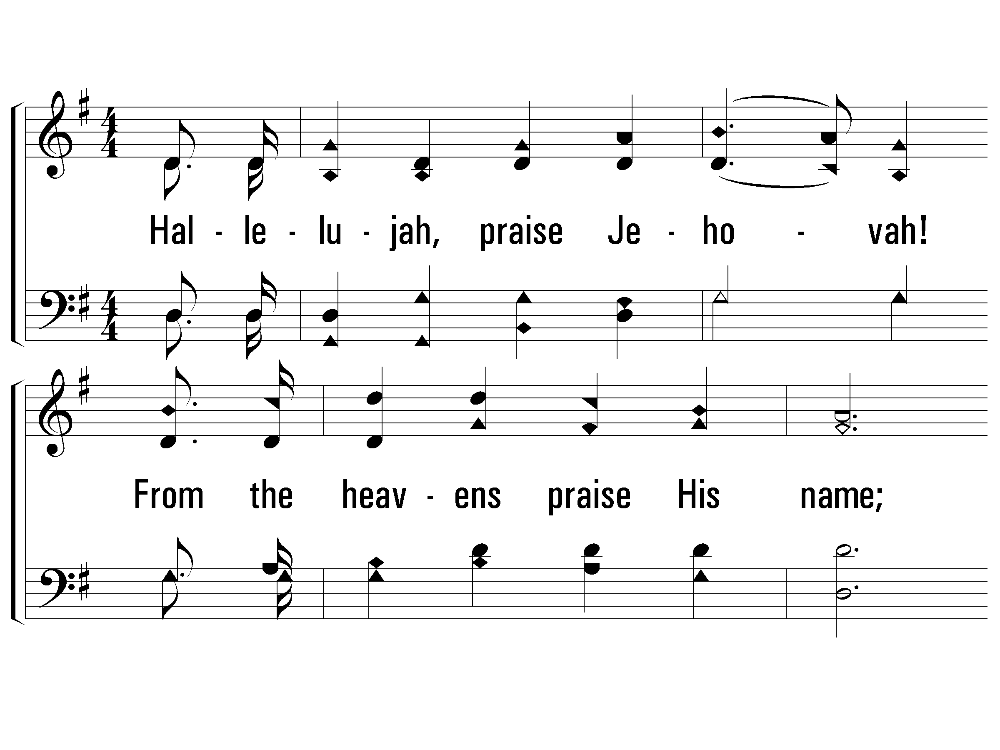 Hal - le - lu - jah, praise Je - ho - vah!
From the heav - ens praise His name;